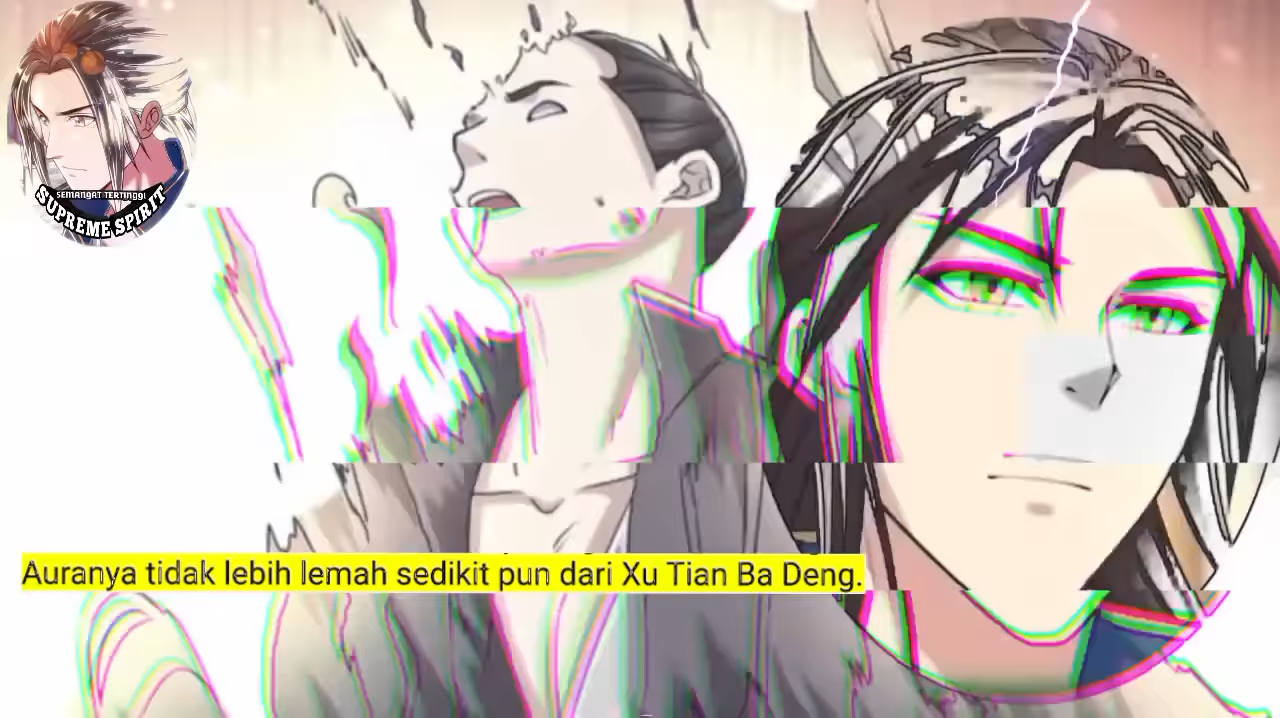 SEMANGAT TERTINGGI
SUPREME SPIRIT
Auranya tidak lebih lemah sedikit pun dari Xu Tian Ba Deng.